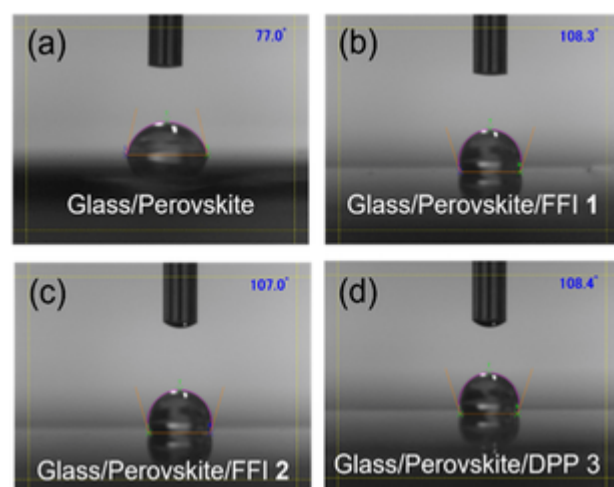 (a)
77.0°
Glass/Perovskite
(b)
108.3°
Glass/Perovskite/FFI 1
(c)
107.0°
Glass/Perovskite/FFI 2
(d)
108.4°
Glass/Perovskite/DPP 3